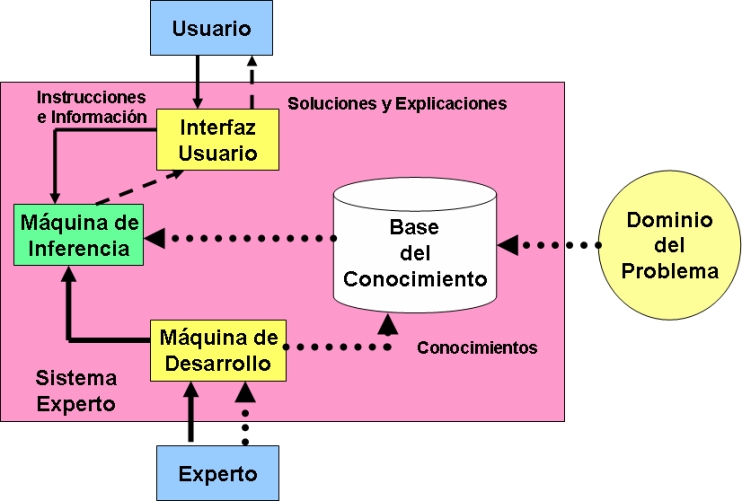 Usuario
Instrucciones
e Información
Soluciones y Explicaciones
Interfaz
Usuario
Máquina de
Inferencia
Base
del
Conocimiento
Dominio
del
Problema
Máquina de
Desarrollo
Conocimientos
Sistema
Experto
Experto